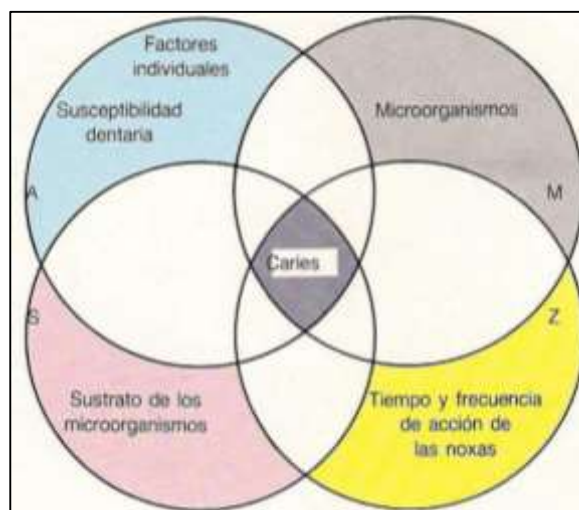 Factores
individuales
Susceptibilidad
dentaria
Microorganismos
A
M
Caries
S
Z
Sustrato de los
microorganismos
Tiempo y frecuencia
de acción de
las noxas